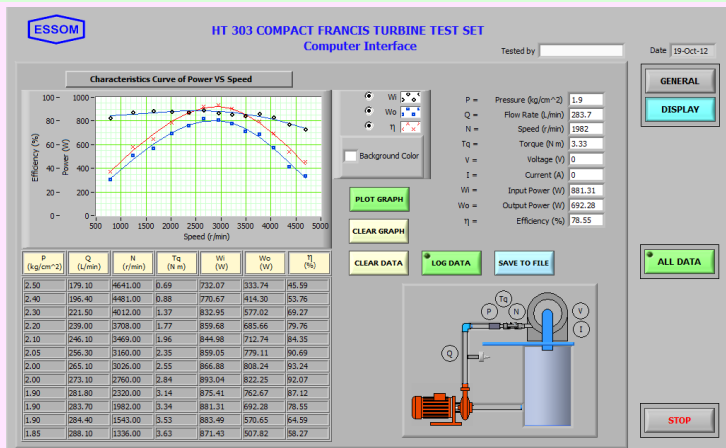 ESSOM
HT 303 COMPACT FRANCIS TURBINE TEST SET
Computer Interface
Tested by
Date 19-Oct-12
Characteristics Curve of Power VS Speed
100 - 1000 -
80 - 800 -
60 - 600 -
40 - 400 -
20 - 200 -
0 - 0 -
Efficiency (%)
Power (W)
500 1000 1500 2000 2500 3000 3500 4000 4500 5000
Speed (r/min)
Wi
Wo
η
Background Color
PLOT GRAPH
CLEAR GRAPH
CLEAR DATA
LOG DATA
SAVE TO FILE
P = Pressure (kg/cm^2) 1.9
Q = Flow Rate (L/min) 283.7
N = Speed (r/min) 1982
Tq = Torque (N m) 3.33
V = Voltage (V) 0
I = Current (A) 0
Wi = Input Power (W) 881.31
Wo = Output Power (W) 692.28
η = Efficiency (%) 78.55
GENERAL
DISPLAY
ALL DATA
STOP
P (kg/cm^2) Q (L/min) N (r/min) Tq (N m) Wi (W) Wo (W) η (%)
2.50 179.10 4641.00 0.69 732.07 333.74 45.59
2.40 196.40 4481.00 0.88 770.67 414.30 53.76
2.30 221.50 4012.00 1.37 832.95 577.02 69.27
2.20 239.00 3708.00 1.77 859.68 685.66 79.76
2.10 246.10 3469.00 1.96 844.98 712.74 84.35
2.05 256.30 3160.00 2.35 859.05 779.11 90.69
2.00 265.10 3026.00 2.55 866.88 808.24 93.24
2.00 273.10 2760.00 2.84 893.04 822.25 92.07
1.90 281.80 2320.00 3.14 875.41 762.67 87.12
1.90 283.70 1982.00 3.34 881.31 692.28 78.55
1.90 284.40 1543.00 3.53 883.49 570.65 64.59
1.85 288.10 1336.00 3.63 871.43 507.82 58.27
Tq
P
N
V
I
Q